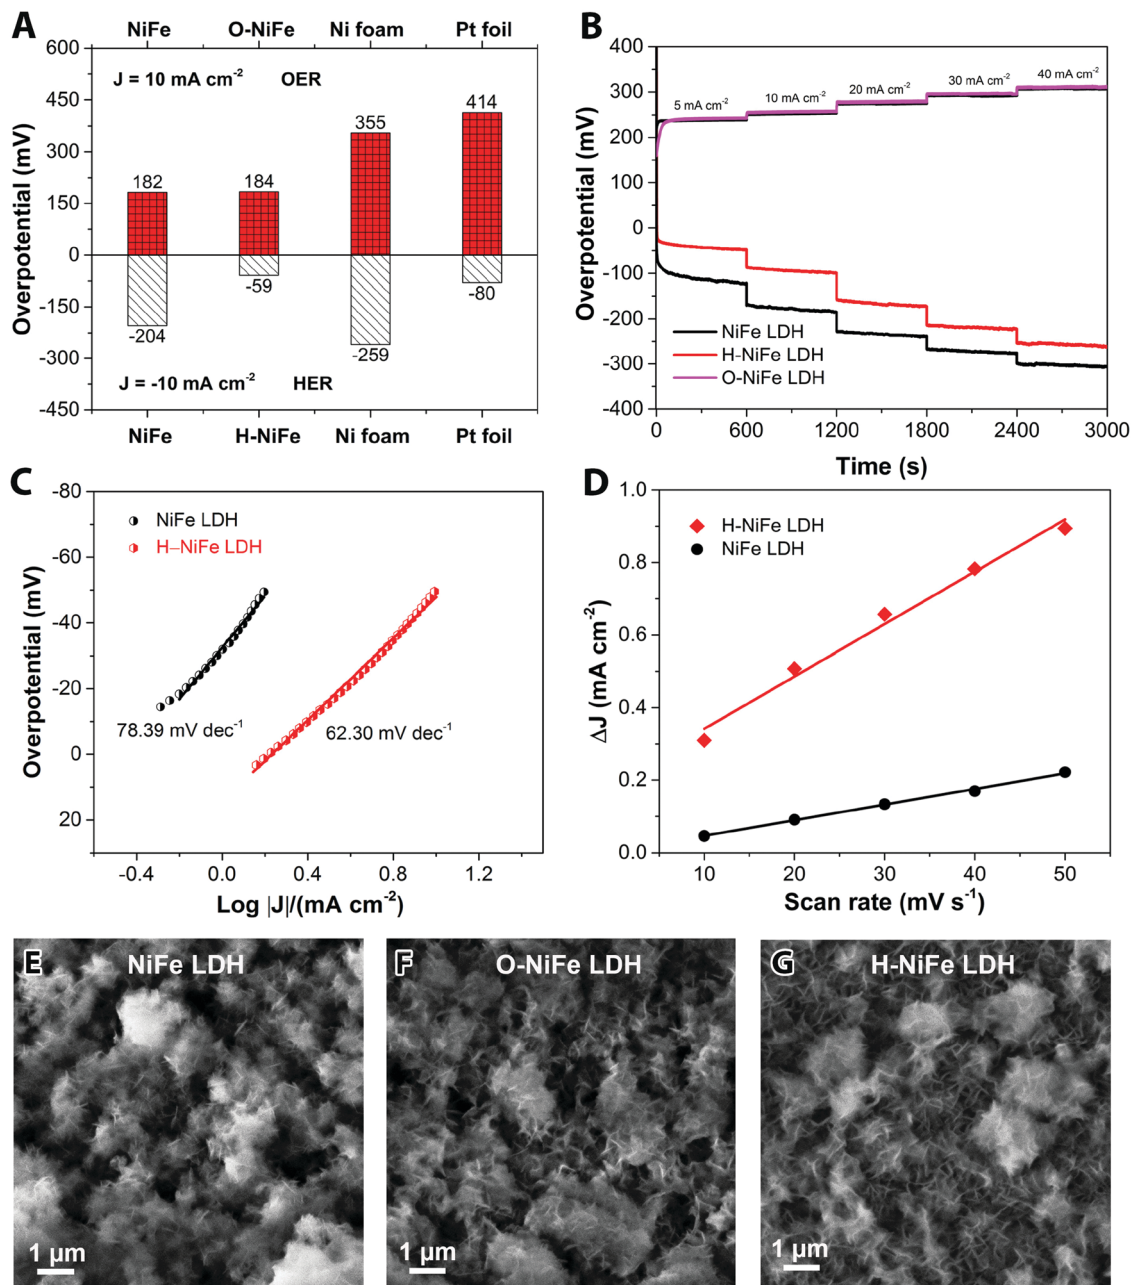 A
NiFe O-NiFe Ni foam Pt foil
J = 10 mA cm-2 OER
600
450
300
150
0
-150
-300
-450
Overpotential (mV)
182
184
355
414
-204
-59
-259
-80
J = -10 mA cm-2 HER
NiFe H-NiFe Ni foam Pt foil
B
400
300
200
100
0
-100
-200
-300
-400
Overpotential (mV)
5 mA cm-2
10 mA cm-2
20 mA cm-2
30 mA cm-2
40 mA cm-2
NiFe LDH
H-NiFe LDH
O-NiFe LDH
0 600 1200 1800 2400 3000
Time (s)
C
-80
-60
-40
-20
0
20
Overpotential (mV)
NiFe LDH
H–NiFe LDH
78.39 mV dec-1
62.30 mV dec-1
-0.4 0.0 0.4 0.8 1.2
Log |J|/(mA cm-2)
D
1.0
0.8
0.6
0.4
0.2
0.0
ΔJ (mA cm-2)
H-NiFe LDH
NiFe LDH
10 20 30 40 50
Scan rate (mV s-1)
E
NiFe LDH
1 μm
F
O-NiFe LDH
1 μm
G
H-NiFe LDH
1 μm